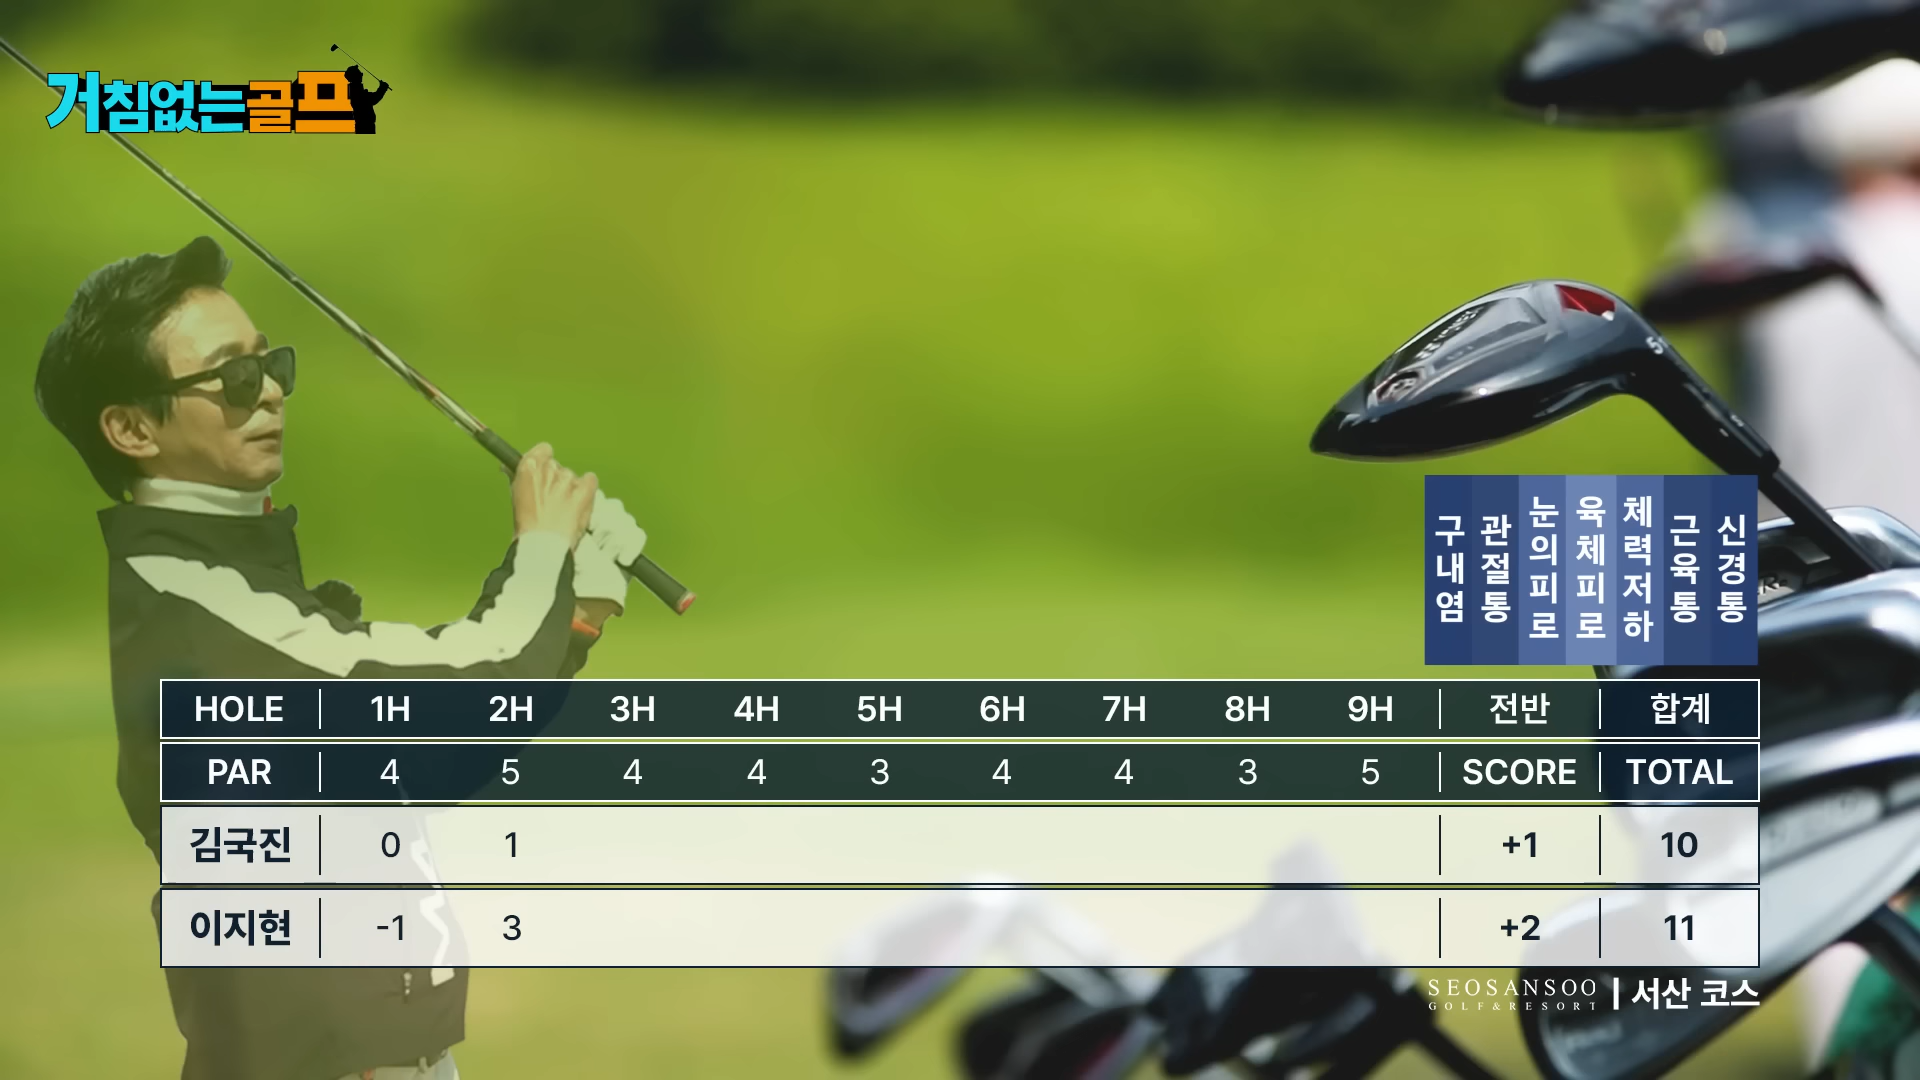 거침없는골프
5
구내염 관절통 눈의피로 육체피로 체력저하 근육통 신경통
HOLE 1H 2H 3H 4H 5H 6H 7H 8H 9H 전반 합계
PAR 4 5 4 4 3 4 4 3 5 SCORE TOTAL
김국진 0 1 +1 10
이지현 -1 3 +2 11
SEOSANSOO
GOLF&RESORT | 서산 코스